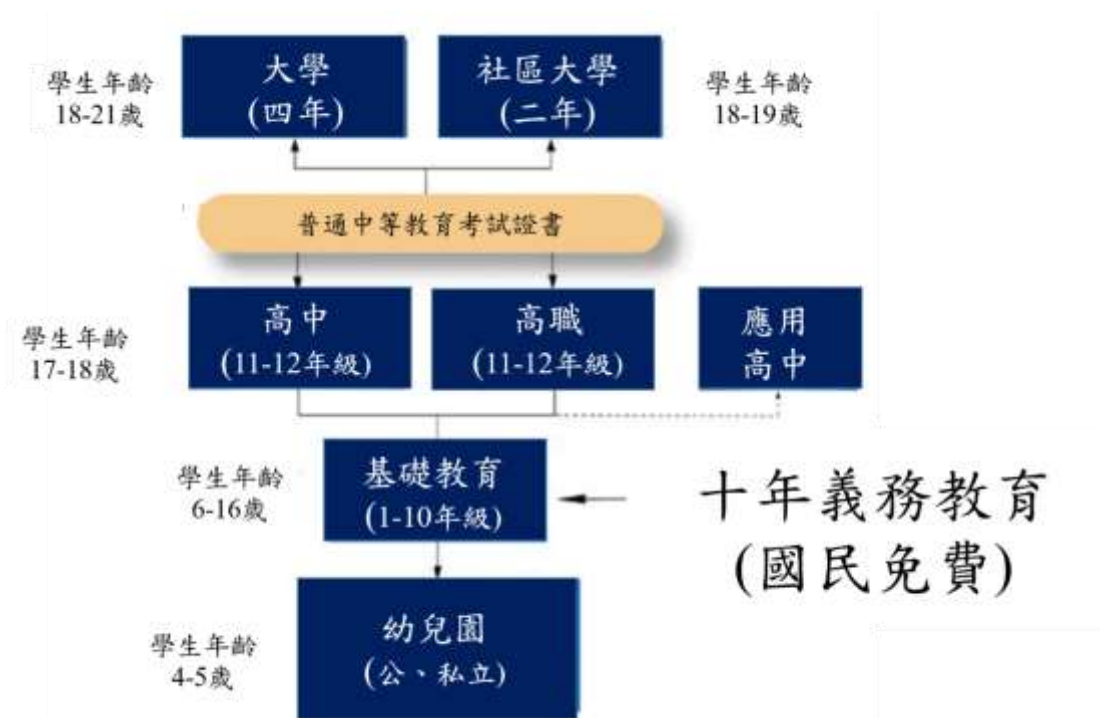 大學
(四年)
社區大學
(二年)
學生年齡
18-21歲
學生年齡
18-19歲
普通中等教育考試證書
高中
(11-12年級)
高職
(11-12年級)
應用
高中
學生年齡
17-18歲
基礎教育
(1-10年級)
學生年齡
6-16歲
十年義務教育
(國民免費)
幼兒園
(公、私立)
學生年齡
4-5歲